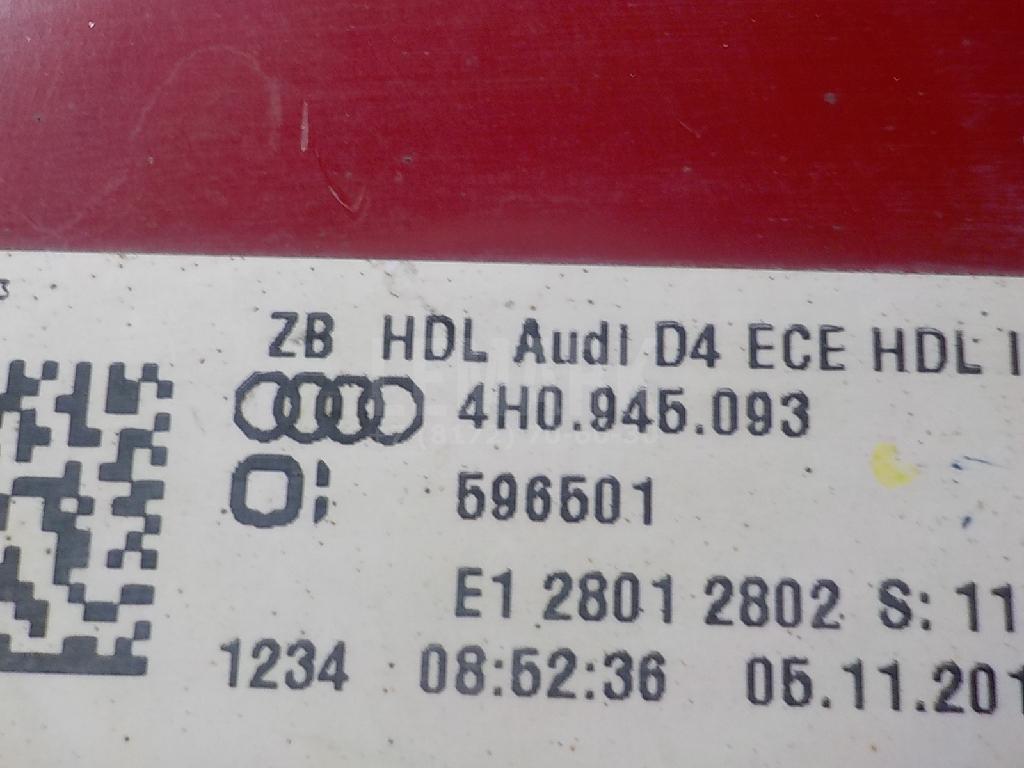 ZB HDL Audi D4 ECE HDL
4H0.945.093
596501
E1 2801 2802 S: 11
1234 08:52:36 05.11.201